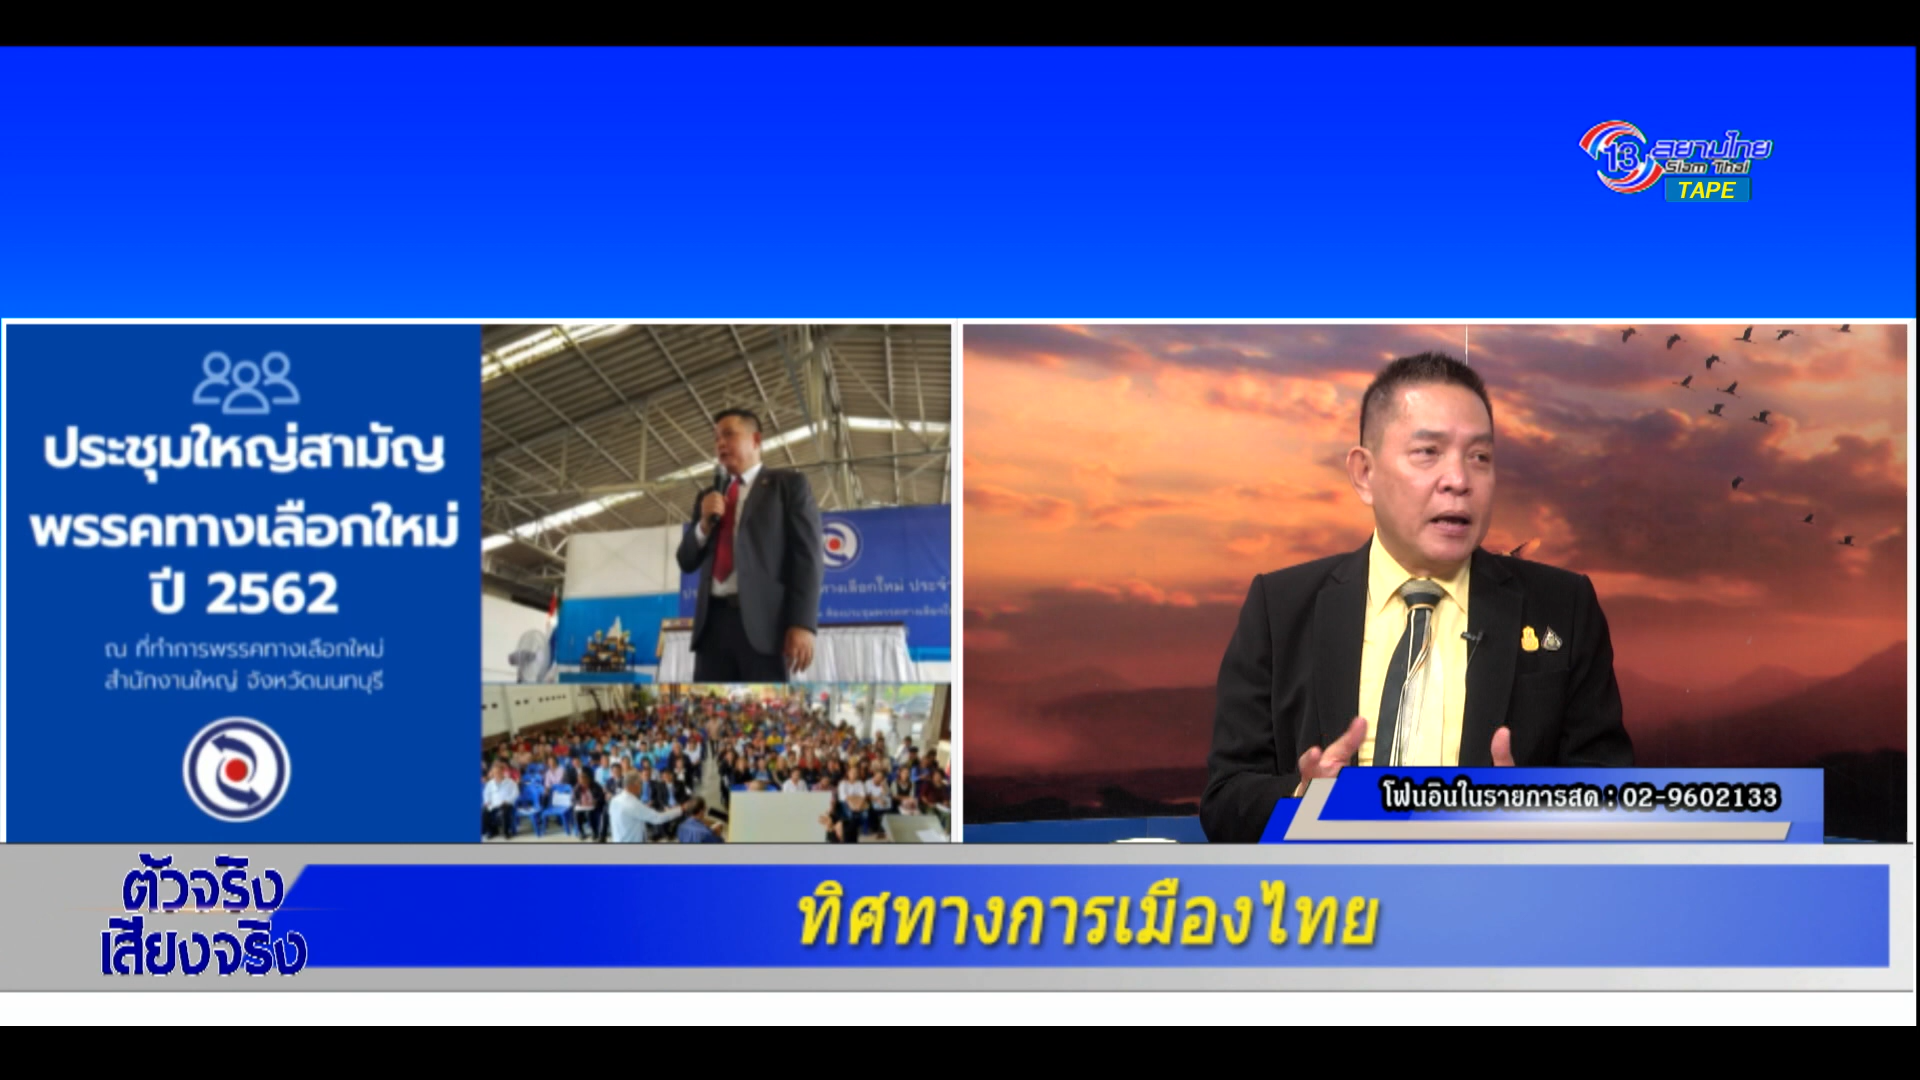 13
สยามไทย
Siam Thai
TAPE
ประชุมใหญ่สามัญ
พรรคทางเลือกใหม่
ปี 2562
ณ ที่ทำการพรรคทางเลือกใหม่
สำนักงานใหญ่ จังหวัดนนทบุรี
โฟนอินในรายการสด : 02-9602133
ตัวจริง
เสียงจริง
ทิศทางการเมืองไทย